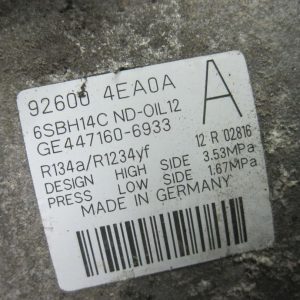 92600 4EA0A A
6SBH14C ND-OIL12
GE447160-6933
12 R 02816
R134a/R1234yf
DESIGN HIGH SIDE 3.53MPa
PRESS LOW SIDE 1.67MPa
MADE IN GERMANY